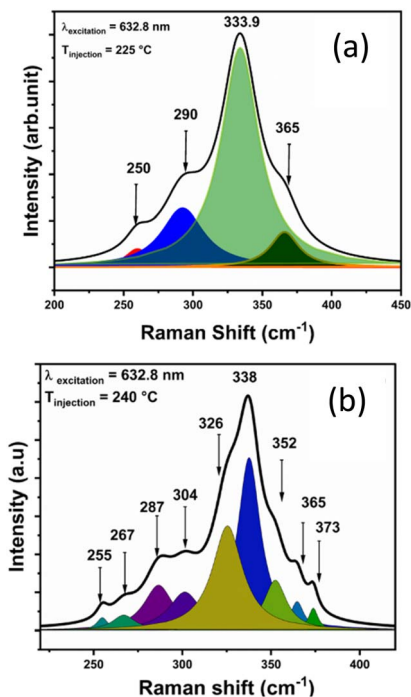 λexcitation = 632.8 nm
Tinjection = 225 °C
333.9
(a)
290
365
250
Intensity (arb.unit)
200 250 300 350 400 450
Raman Shift (cm-1)
λ excitation = 632.8 nm
Tinjection = 240 °C
338
(b)
326
352
304
287
365
267
373
255
Intensity (a.u)
250 300 350 400
Raman shift (cm-1)